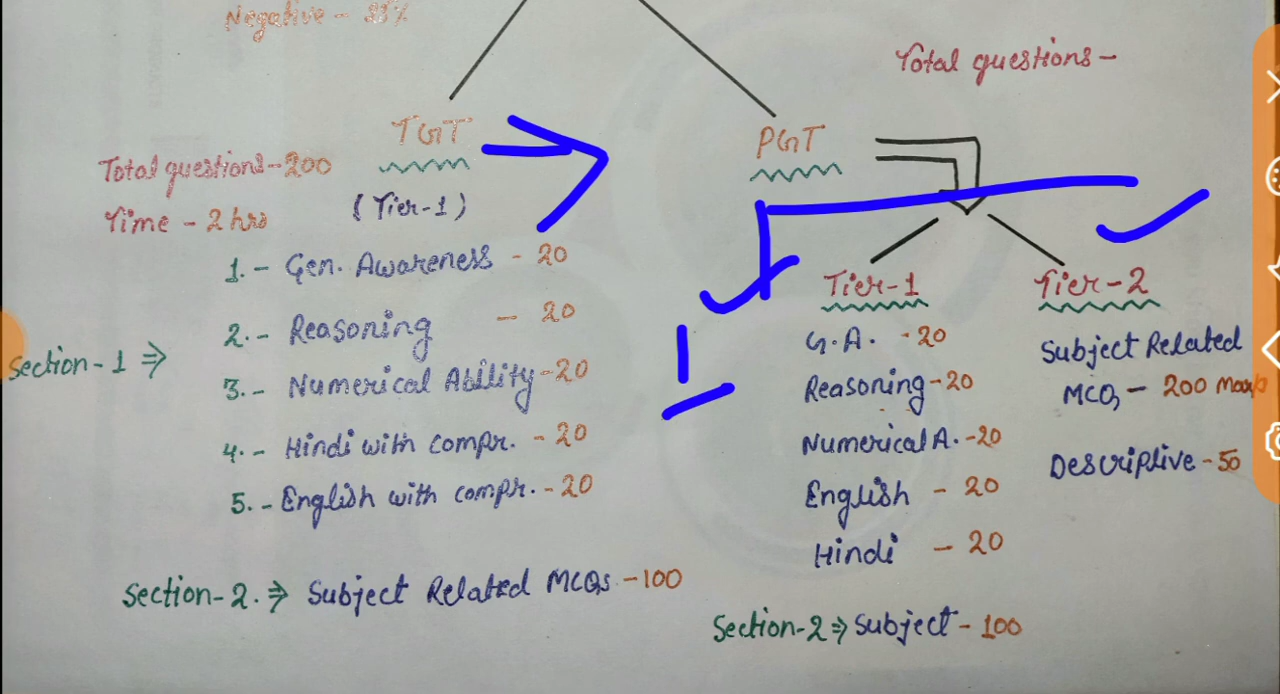 Negative - 25%
Total questions -
TGT
PGT
Total questions - 200
Time - 2 hrs
(Tier-1)
Section-1 ⇒
1. - Gen. Awareness - 20
2. - Reasoning - 20
3. - Numerical Ability - 20
4. - Hindi with compr. - 20
5. - English with compr. - 20
Section-2. ⇒ Subject Related MCQs - 100
Tier-1
G.A. - 20
Reasoning - 20
Numerical A. - 20
English - 20
Hindi - 20
Section-2 ⇒ Subject - 100
Tier-2
Subject Related
MCQ - 200
Descriptive - 50